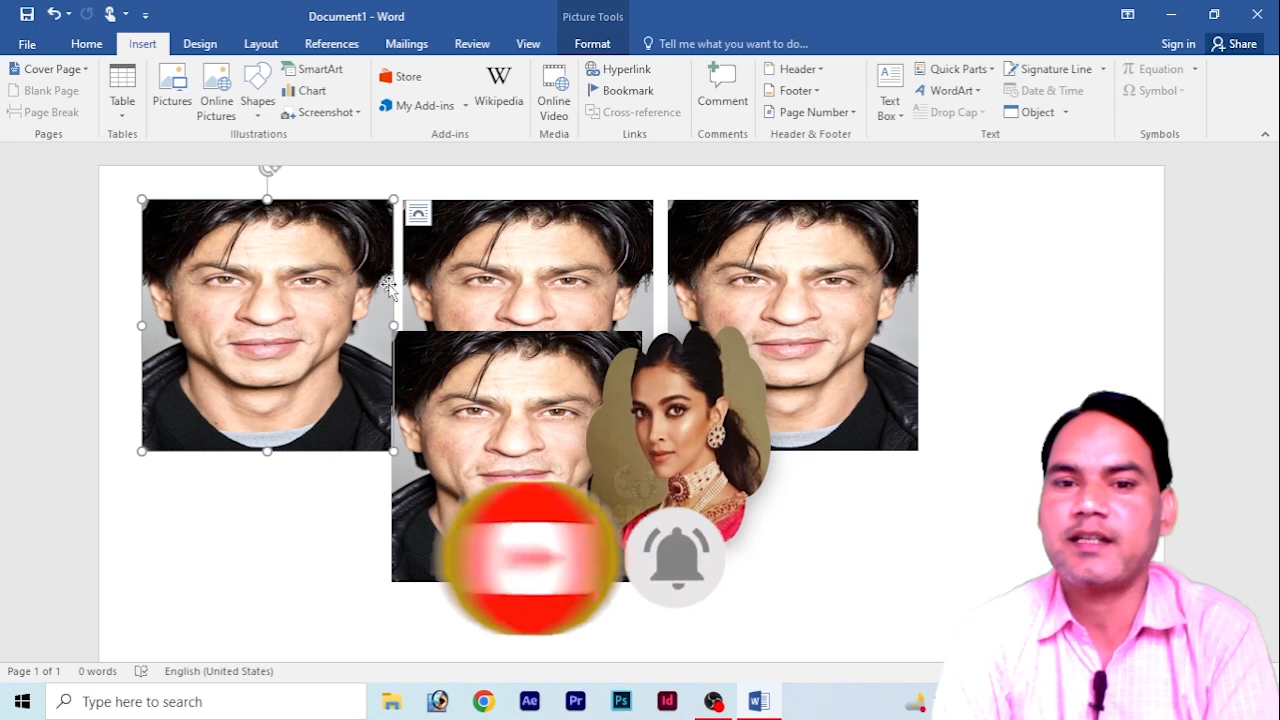 Document1 - Word
Picture Tools
File
Home
Insert
Design
Layout
References
Mailings
Review
View
Format
Tell me what you want to do...
Sign in
Share
Cover Page
Blank Page
Page Break
Pages
Table
Tables
Pictures
Online Pictures
Shapes
SmartArt
Chart
Screenshot
Illustrations
Store
My Add-ins
W
Wikipedia
Add-ins
Online Video
Media
Hyperlink
Bookmark
Cross-reference
Links
Comment
Comments
Header
Footer
Page Number
Header & Footer
Text Box
Quick Parts
WordArt
Drop Cap
Signature Line
Date & Time
Object
Text
Equation
Symbol
Symbols
Page 1 of 1
0 words
English (United States)
Type here to search
Ae
Pr
Ps
Id